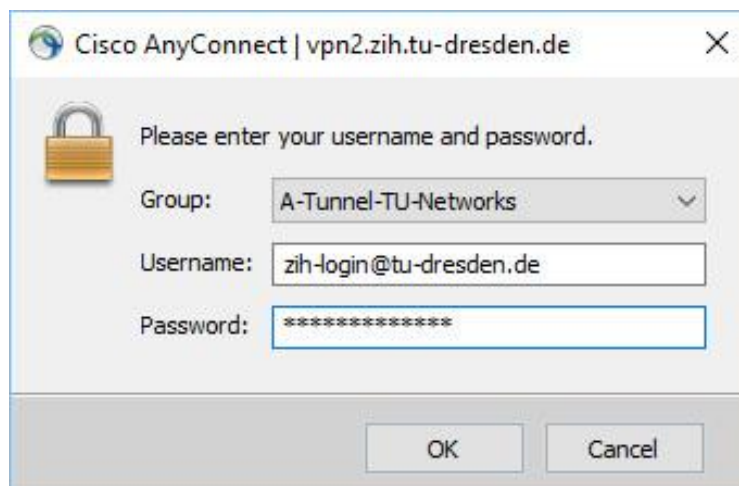 Cisco AnyConnect | vpn2.zih.tu-dresden.de
Please enter your username and password.
Group: A-Tunnel-TU-Networks
Username: zih-login@tu-dresden.de
Password: *************
OK Cancel